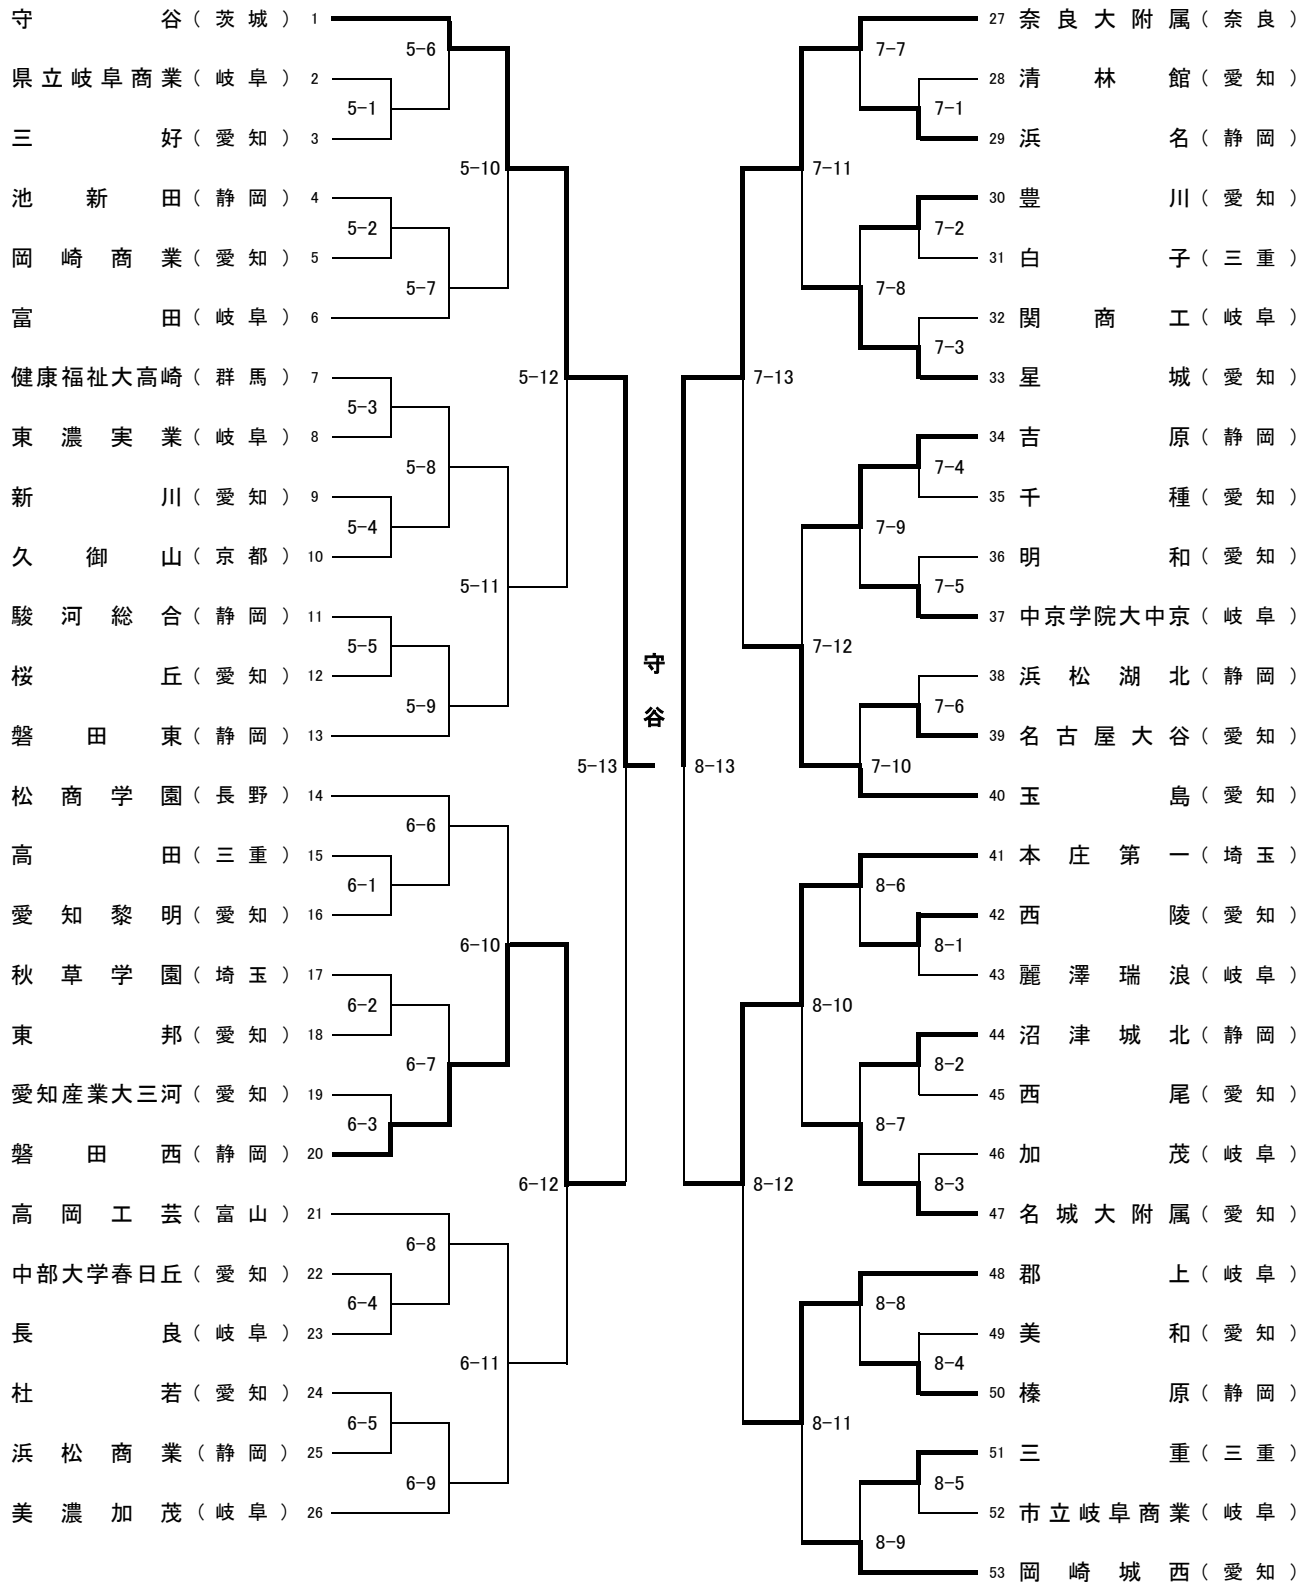 守谷（茨城）1
県立岐阜商業（岐阜）2
三好（愛知）3
池新田（静岡）4
岡崎商業（愛知）5
富田（岐阜）6
健康福祉大高崎（群馬）7
東濃実業（岐阜）8
新川（愛知）9
久御山（京都）10
駿河総合（静岡）11
桜丘（愛知）12
磐田東（静岡）13
松商学園（長野）14
高田（三重）15
愛知黎明（愛知）16
秋草学園（埼玉）17
東邦（愛知）18
愛知産業大三河（愛知）19
磐田西（静岡）20
高岡工芸（富山）21
中部大学春日丘（愛知）22
長良（岐阜）23
杜若（愛知）24
浜松商業（静岡）25
美濃加茂（岐阜）26
5-6
5-1
5-10
5-2
5-7
5-12
5-3
5-8
5-4
5-11
5-5
5-9
5-13
6-6
6-1
6-10
6-2
6-7
6-3
6-12
6-8
6-4
6-11
6-5
6-9
守谷
7-7
7-1
7-11
7-2
7-8
7-3
7-13
7-4
7-9
7-5
7-12
7-6
7-10
8-13
8-6
8-1
8-10
8-2
8-7
8-3
8-12
8-8
8-4
8-11
8-5
8-9
27 奈良大附属（奈良）
28 清林館（愛知）
29 浜名（静岡）
30 豊川（愛知）
31 白子（三重）
32 関商工（岐阜）
33 星城（愛知）
34 吉原（静岡）
35 千種（愛知）
36 明和（愛知）
37 中京学院大中京（岐阜）
38 浜松湖北（静岡）
39 名古屋大谷（愛知）
40 玉島（愛知）
41 本庄第一（埼玉）
42 西陵（愛知）
43 麗澤瑞浪（岐阜）
44 沼津城北（静岡）
45 西尾（愛知）
46 加茂（岐阜）
47 名城大附属（愛知）
48 郡上（岐阜）
49 美和（愛知）
50 榛原（静岡）
51 三重（三重）
52 市立岐阜商業（岐阜）
53 岡崎城西（愛知）